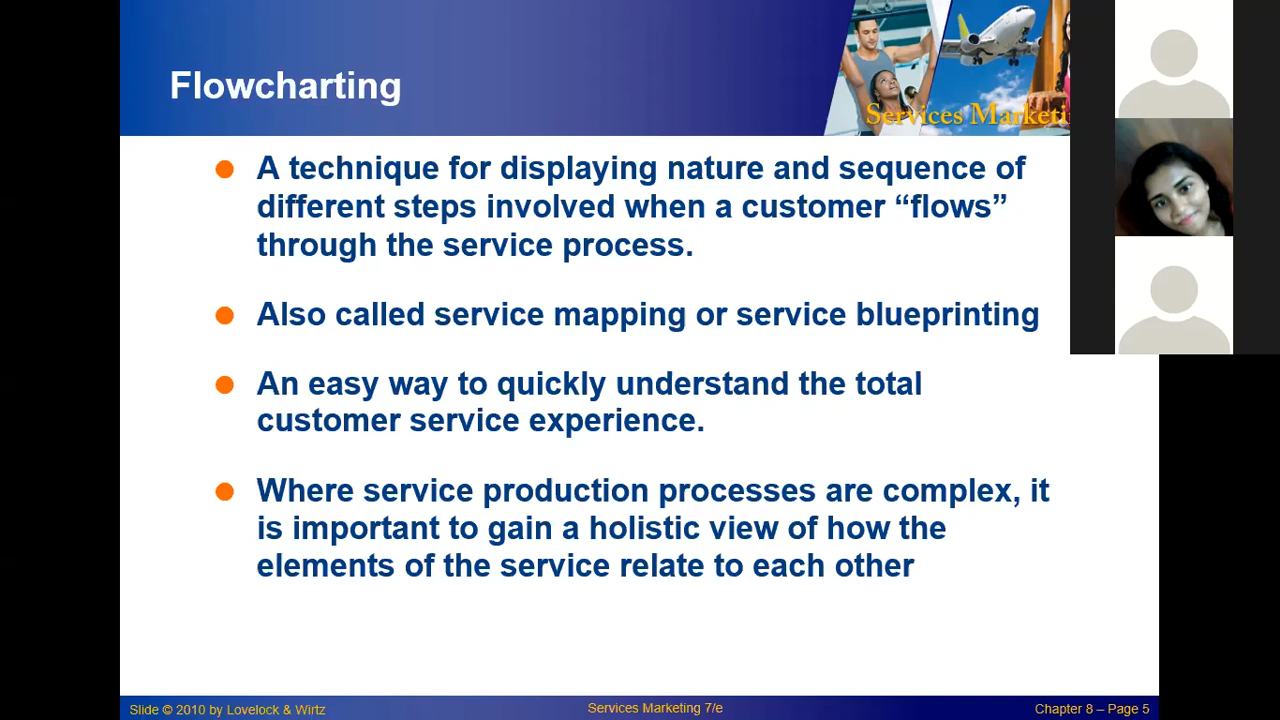 Flowcharting
Services Marketi
A technique for displaying nature and sequence of
different steps involved when a customer “flows”
through the service process.
Also called service mapping or service blueprinting
An easy way to quickly understand the total
customer service experience.
Where service production processes are complex, it
is important to gain a holistic view of how the
elements of the service relate to each other
Slide © 2010 by Lovelock & Wirtz
Services Marketing 7/e
Chapter 8 – Page 5